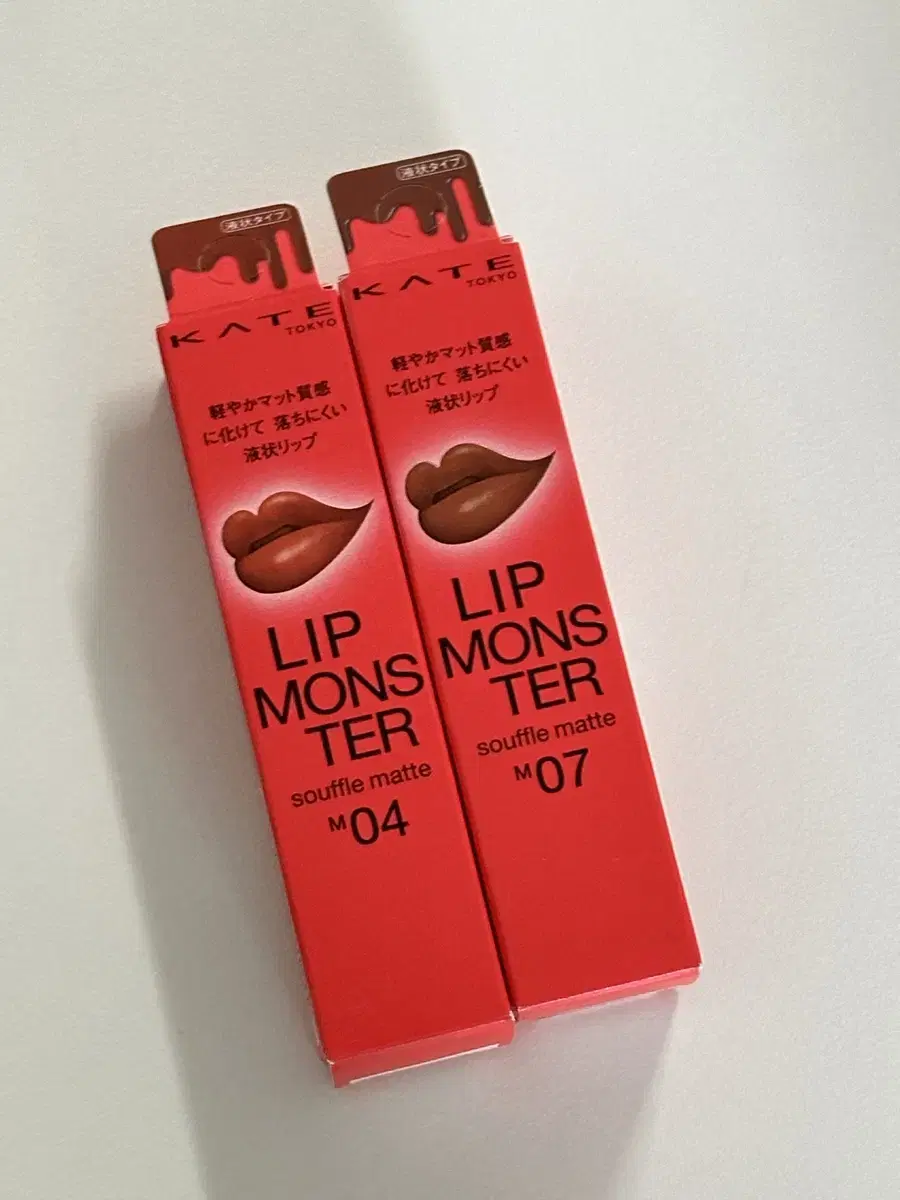 液状タイプ
KATE
TOKYO
軽やかマット質感
に化けて 落ちにくい
液状リップ
LIP
MONS
TER
souffle matte
M04
液状タイプ
KATE
TOKYO
軽やかマット質感
に化けて 落ちにくい
液状リップ
LIP
MONS
TER
souffle matte
M07